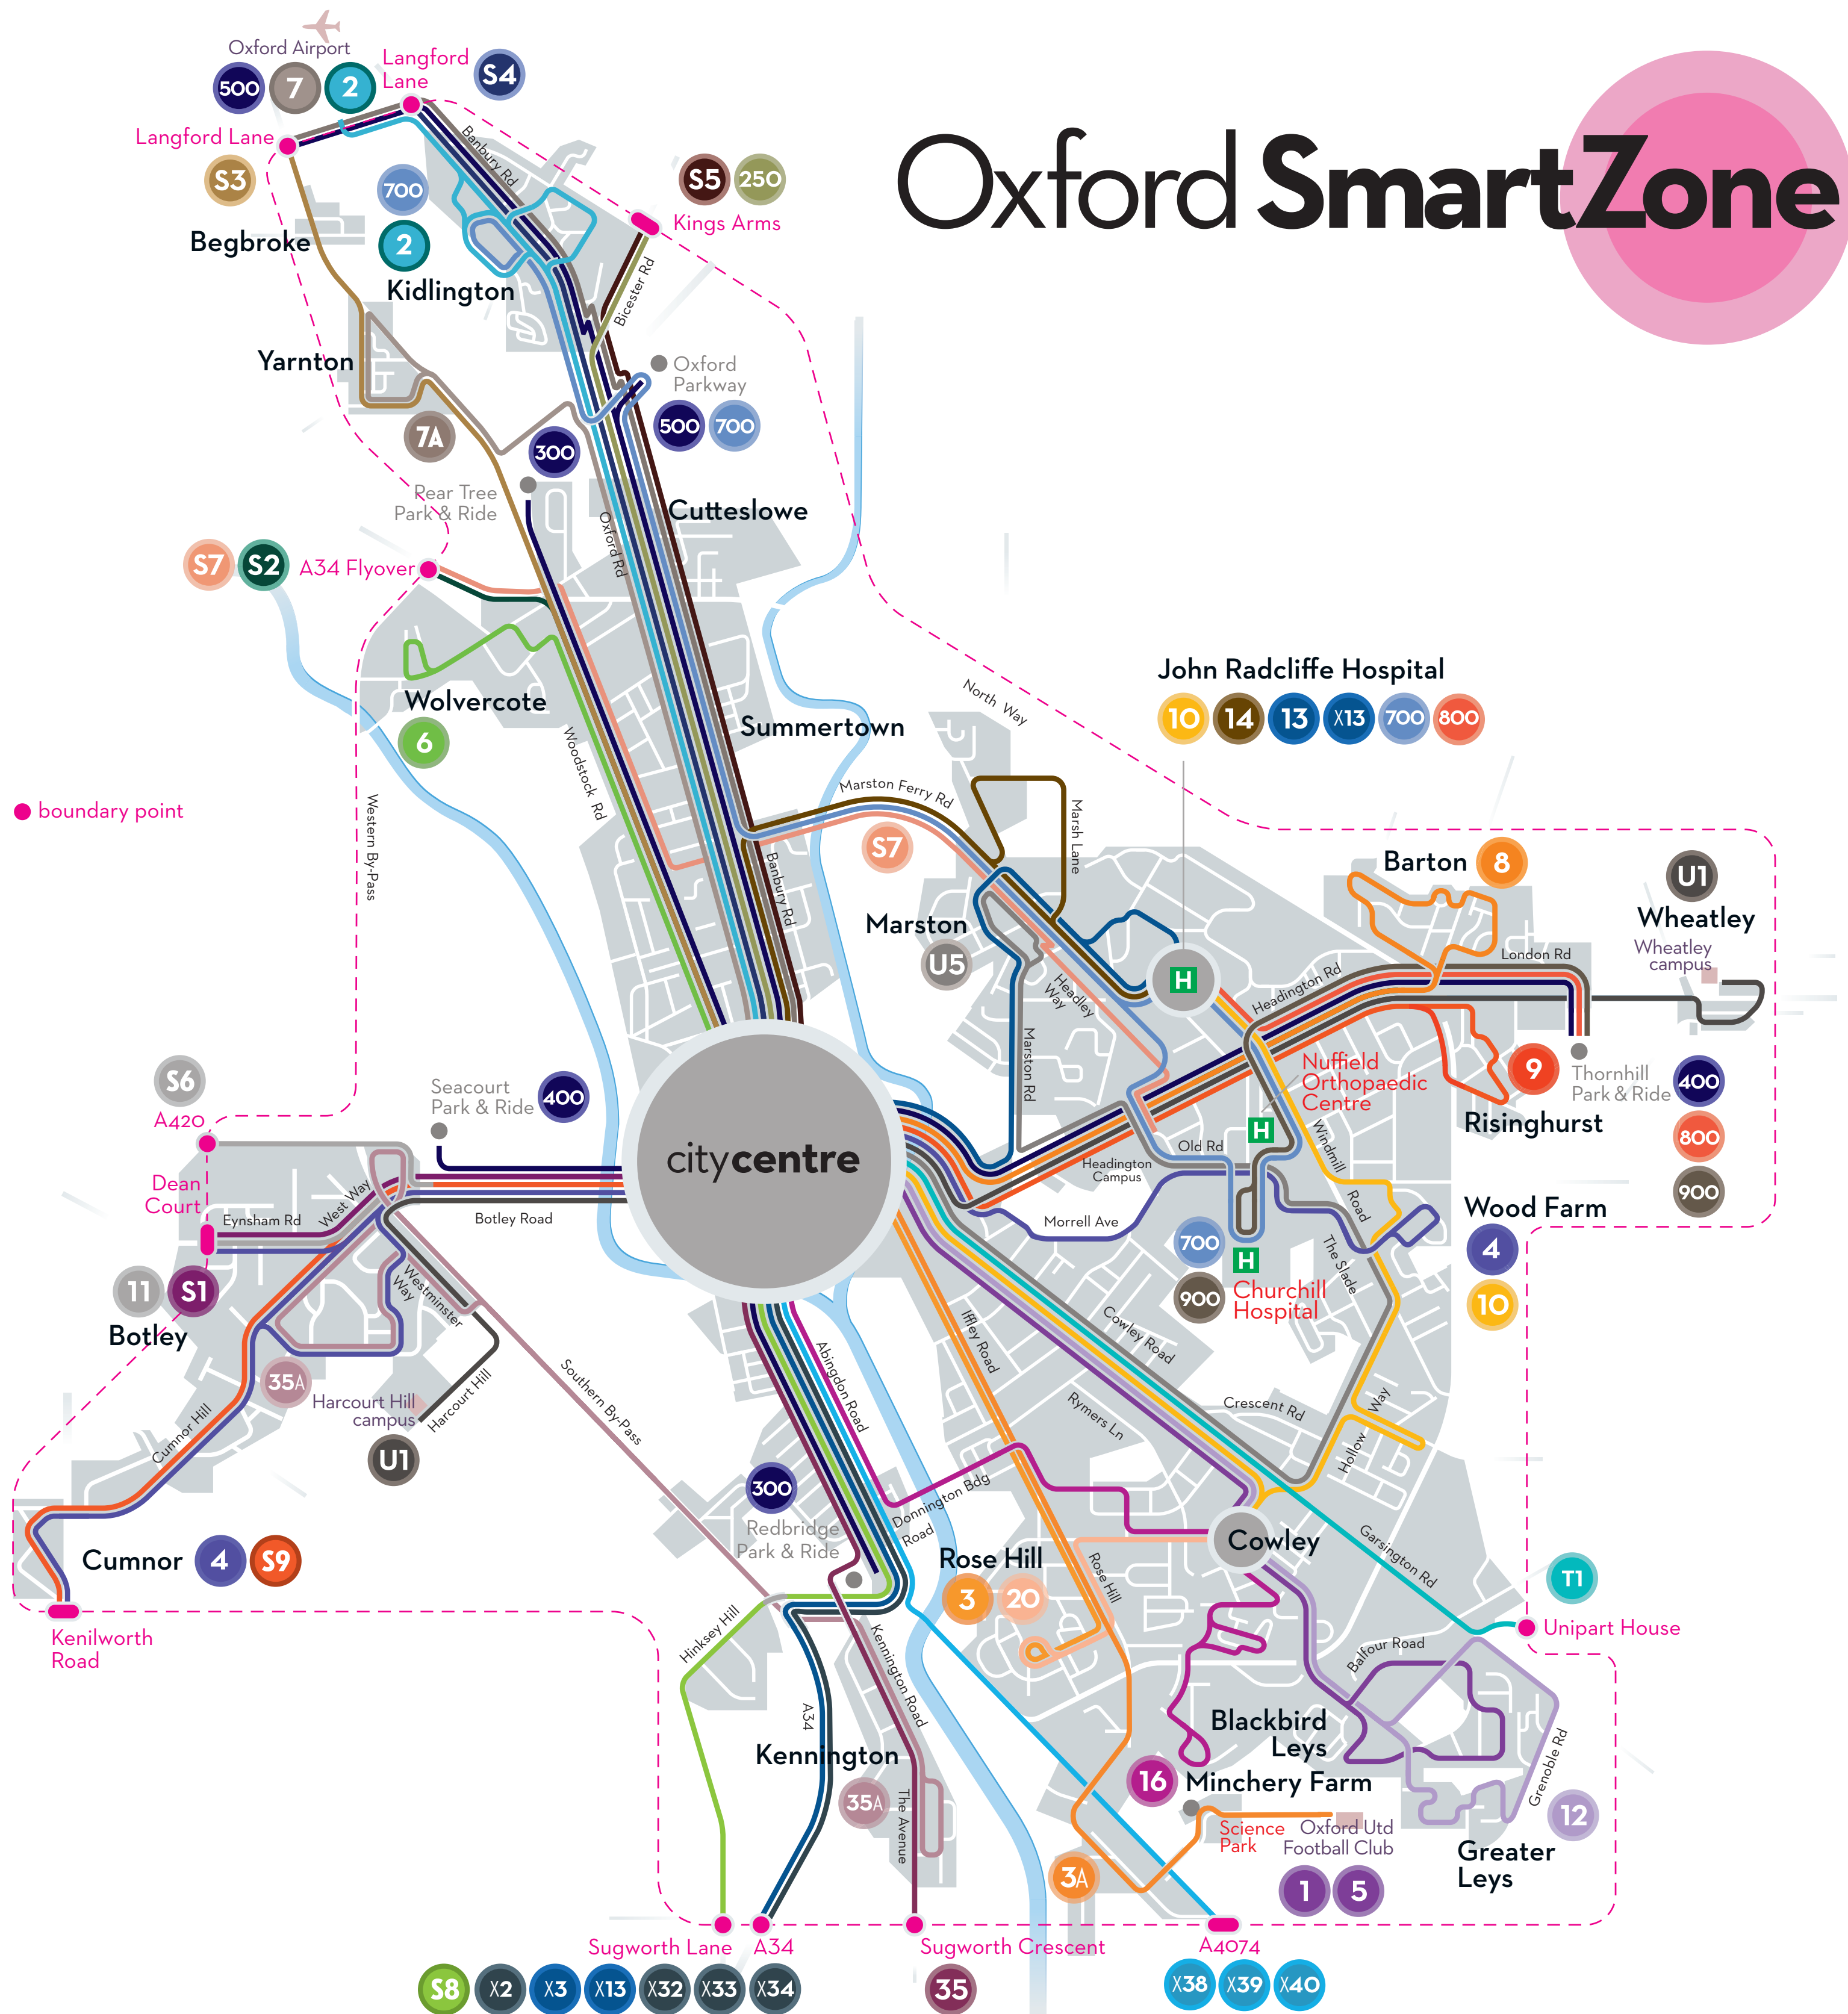 Oxford SmartZone
Oxford Airport
500
7
2
Langford
Lane
S4
Langford Lane
S3
700
2
Banbury Rd
S5
250
Kings Arms
Begbroke
Kidlington
Bicester Rd
Yarnton
Oxford
Parkway
500
700
7A
300
Pear Tree
Park & Ride
Cutteslowe
Oxford Rd
S7
S2
A34 Flyover
Wolvercote
6
Woodstock Rd
Summertown
North Way
John Radcliffe Hospital
10
14
13
X13
700
800
boundary point
Western By-Pass
Marston Ferry Rd
S7
Marsh Lane
Banbury Rd
Barton
8
U1
Wheatley
Wheatley
campus
Marston
U5
H
London Rd
Headington Rd
Headley
Way
Marston Rd
Nuffield
Orthopaedic
Centre
H
9
Risinghurst
Thornhill
Park & Ride
400
800
900
S6
A420
Seacourt
Park & Ride
400
citycentre
Old Rd
Headington
Campus
Windmill
Road
Morrell Ave
Dean
Court
Eynsham Rd
West Way
Botley Road
700
900
H
Churchill
Hospital
The Slade
Wood Farm
4
10
11
S1
Botley
Westminster
Way
35A
Harcourt Hill
campus
Harcourt Hill
U1
Cumnor Hill
Southern By-Pass
Abingdon Road
Iffley Road
Cowley Road
Rymers Ln
Crescent Rd
Hollow
Way
Cumnor
4
S9
Kenilworth
Road
300
Redbridge
Park & Ride
Donnington Bdg
Road
Rose Hill
3
20
Rose Hill
Cowley
Garsington Rd
T1
Unipart House
Hinksey Hill
Kennington Road
A34
Kennington
35A
The Avenue
Balfour Road
Blackbird
Leys
16
Minchery Farm
Science
Park
Oxford Utd
Football Club
1
5
3A
Grenoble Rd
12
Greater
Leys
Sugworth Lane
A34
Sugworth Crescent
A4074
S8
X2
X3
X13
X32
X33
X34
35
X38
X39
X40